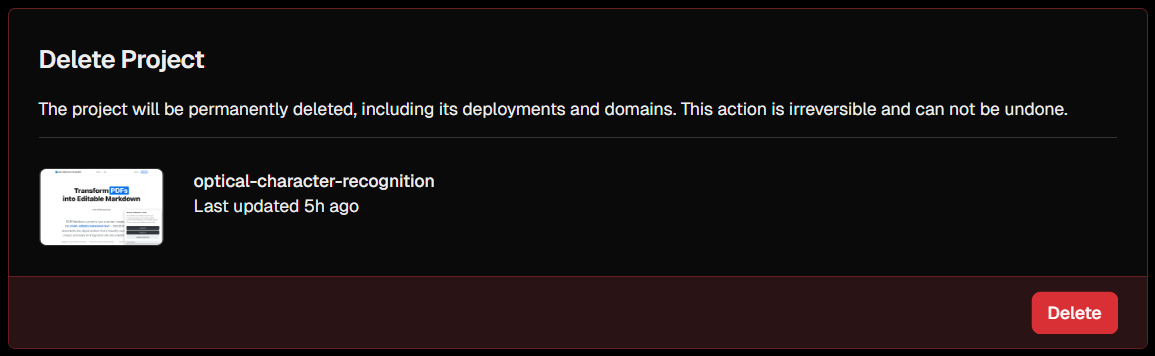 Delete Project
The project will be permanently deleted, including its deployments and domains. This action is irreversible and can not be undone.
Transform PDFs
into Editable Markdown
optical-character-recognition
Last updated 5h ago
Delete